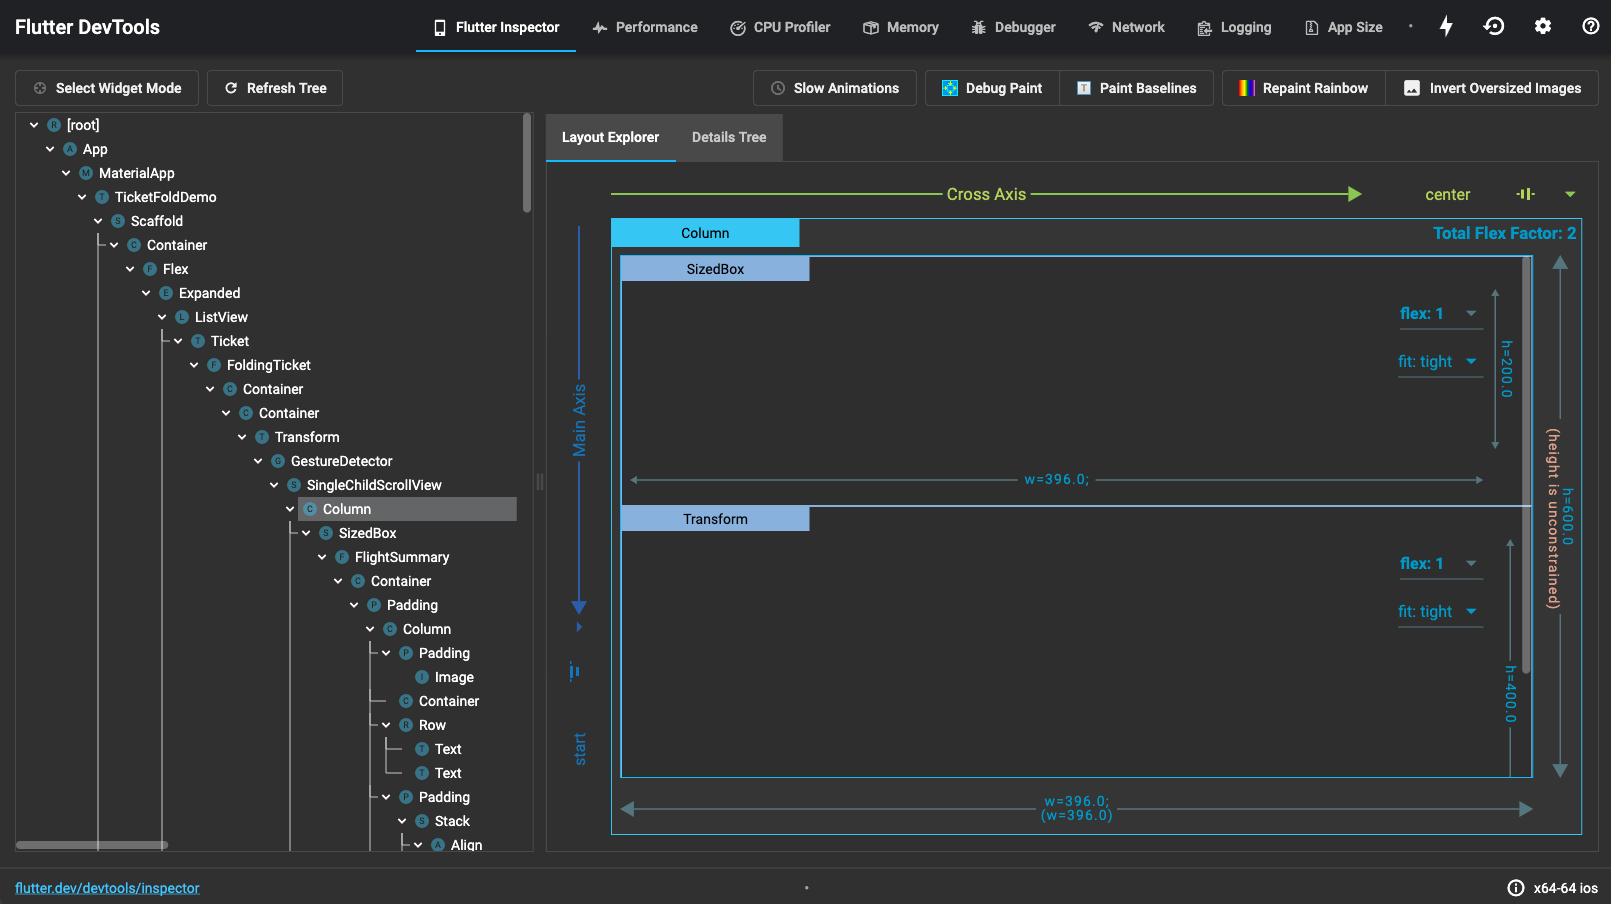 Flutter DevTools
Flutter Inspector
Performance
CPU Profiler
Memory
Debugger
Network
Logging
App Size
Select Widget Mode
Refresh Tree
Slow Animations
Debug Paint
Paint Baselines
Repaint Rainbow
Invert Oversized Images
R [root]
A App
M MaterialApp
T TicketFoldDemo
S Scaffold
C Container
F Flex
E Expanded
L ListView
T Ticket
F FoldingTicket
C Container
C Container
T Transform
G GestureDetector
S SingleChildScrollView
C Column
S SizedBox
F FlightSummary
C Container
P Padding
C Column
P Padding
I Image
C Container
R Row
T Text
T Text
P Padding
S Stack
A Align
Layout Explorer
Details Tree
Cross Axis
center
Main Axis
start
Column
Total Flex Factor: 2
SizedBox
flex: 1
fit: tight
h=200.0
w=396.0;
Transform
flex: 1
fit: tight
h=400.0
h=600.0
(height is unconstrained)
w=396.0;
(w=396.0)
flutter.dev/devtools/inspector
x64-64 ios